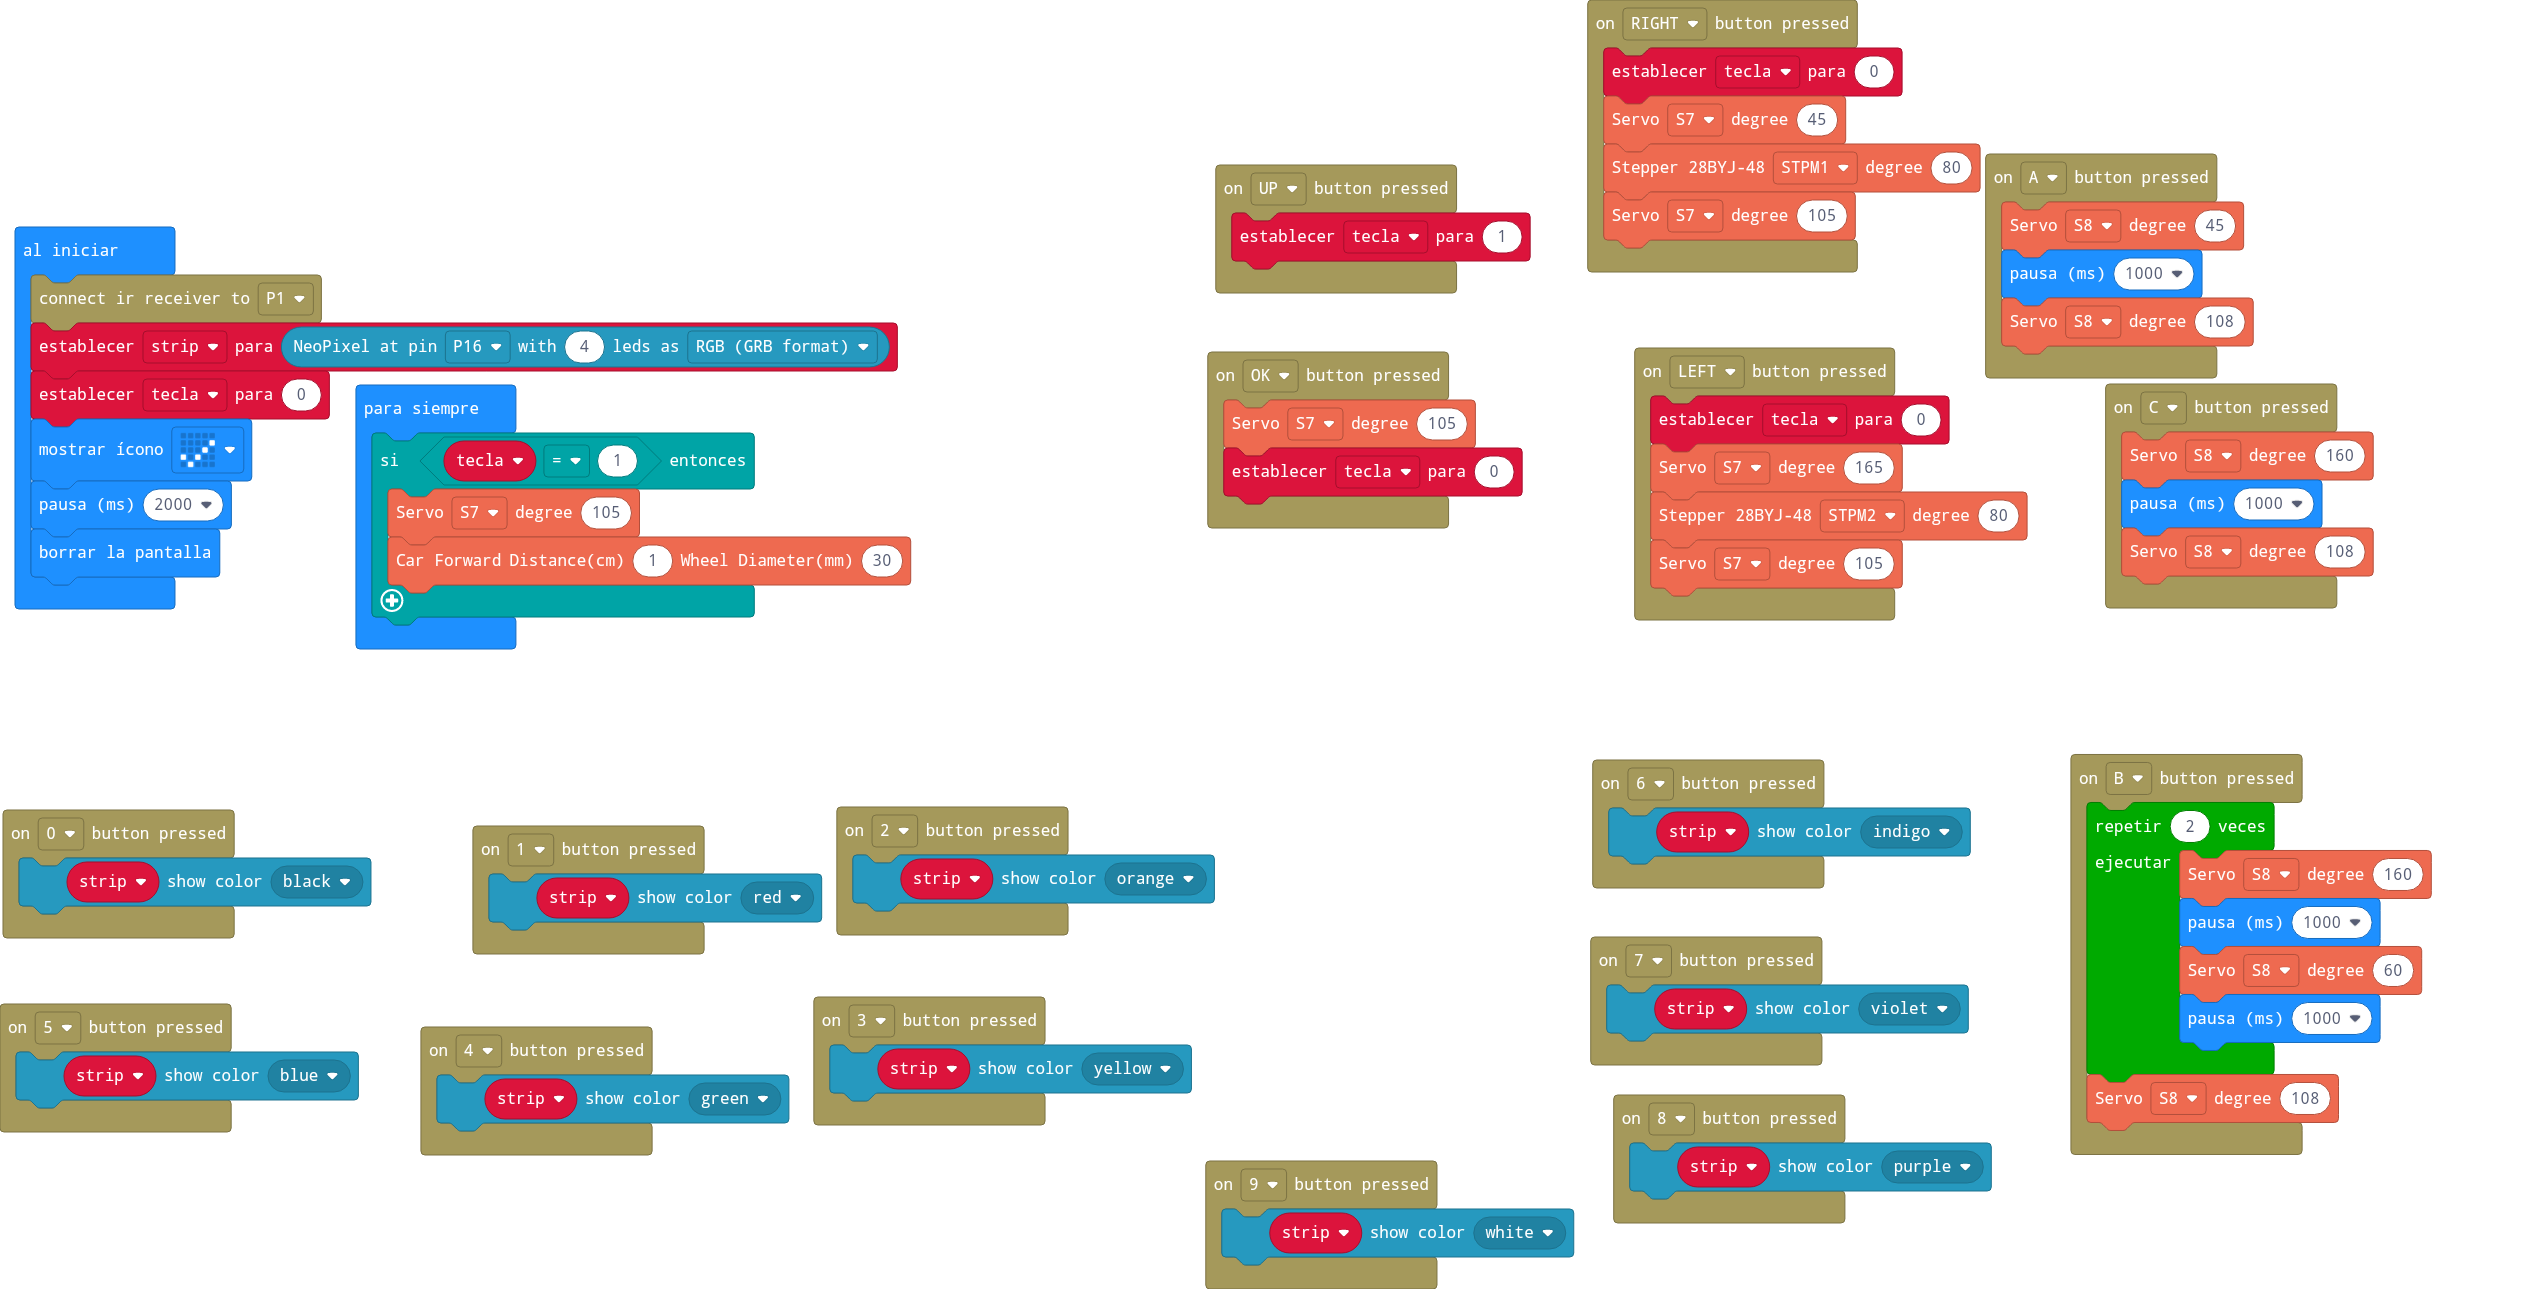 al iniciar
connect ir receiver to P1
establecer strip para NeoPixel at pin P16 with 4 leds as RGB (GRB format)
establecer tecla para 0
mostrar ícono
pausa (ms) 2000
borrar la pantalla
para siempre
si tecla = 1 entonces
Servo S7 degree 105
Car Forward Distance(cm) 1 Wheel Diameter(mm) 30
on UP button pressed
establecer tecla para 1
on OK button pressed
Servo S7 degree 105
establecer tecla para 0
on RIGHT button pressed
establecer tecla para 0
Servo S7 degree 45
Stepper 28BYJ-48 STPM1 degree 80
Servo S7 degree 105
on LEFT button pressed
establecer tecla para 0
Servo S7 degree 165
Stepper 28BYJ-48 STPM2 degree 80
Servo S7 degree 105
on A button pressed
Servo S8 degree 45
pausa (ms) 1000
Servo S8 degree 108
on C button pressed
Servo S8 degree 160
pausa (ms) 1000
Servo S8 degree 108
on 0 button pressed
strip show color black
on 1 button pressed
strip show color red
on 2 button pressed
strip show color orange
on 5 button pressed
strip show color blue
on 4 button pressed
strip show color green
on 3 button pressed
strip show color yellow
on 6 button pressed
strip show color indigo
on 7 button pressed
strip show color violet
on 8 button pressed
strip show color purple
on 9 button pressed
strip show color white
on B button pressed
repetir 2 veces
ejecutar
Servo S8 degree 160
pausa (ms) 1000
Servo S8 degree 60
pausa (ms) 1000
Servo S8 degree 108